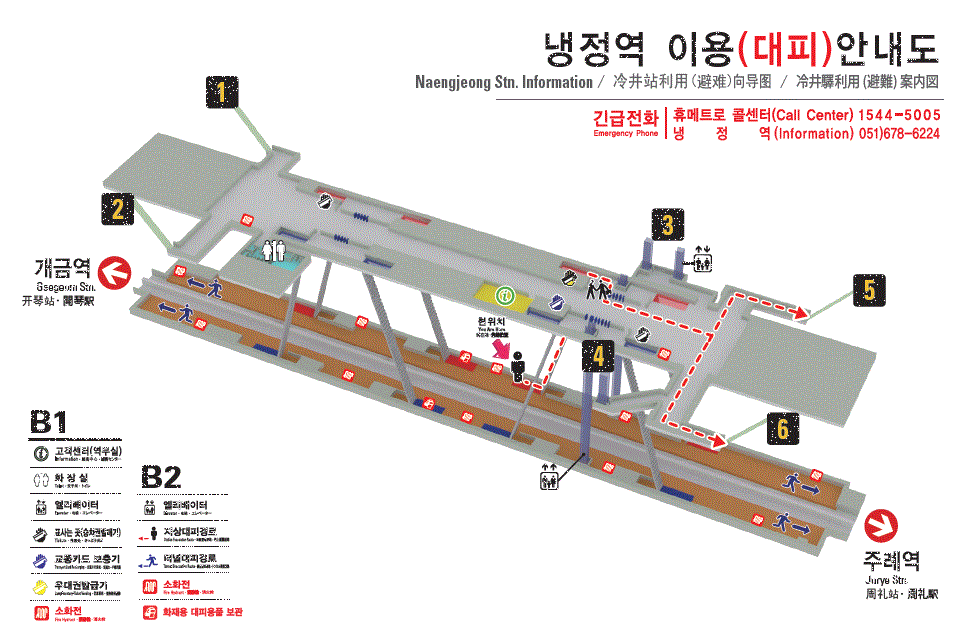 냉정역 이용(대피)안내도
Naengjeong Stn. Information / 冷井站利用(避难)向导图 / 冷井驛利用(避難)案内図
긴급전화 휴메트로 콜센터(Call Center) 1544-5005
Emergency Phone 냉 정 역(Information) 051)678-6224
1
2
3
4
5
6
개금역
Gaegeum Stn.
开琴站·開琴駅
현위치
You Are Here
주례역
Jurye Stn.
周礼站·周礼駅
B1
고객센터(역무실)
화장실
엘리베이터
표사는 곳(승차권발매기)
교통카드 보충기
우대권발급기
소화전
B2
엘리베이터
지상대피경로
터널대피경로
소화전
화재용 대피용품 보관